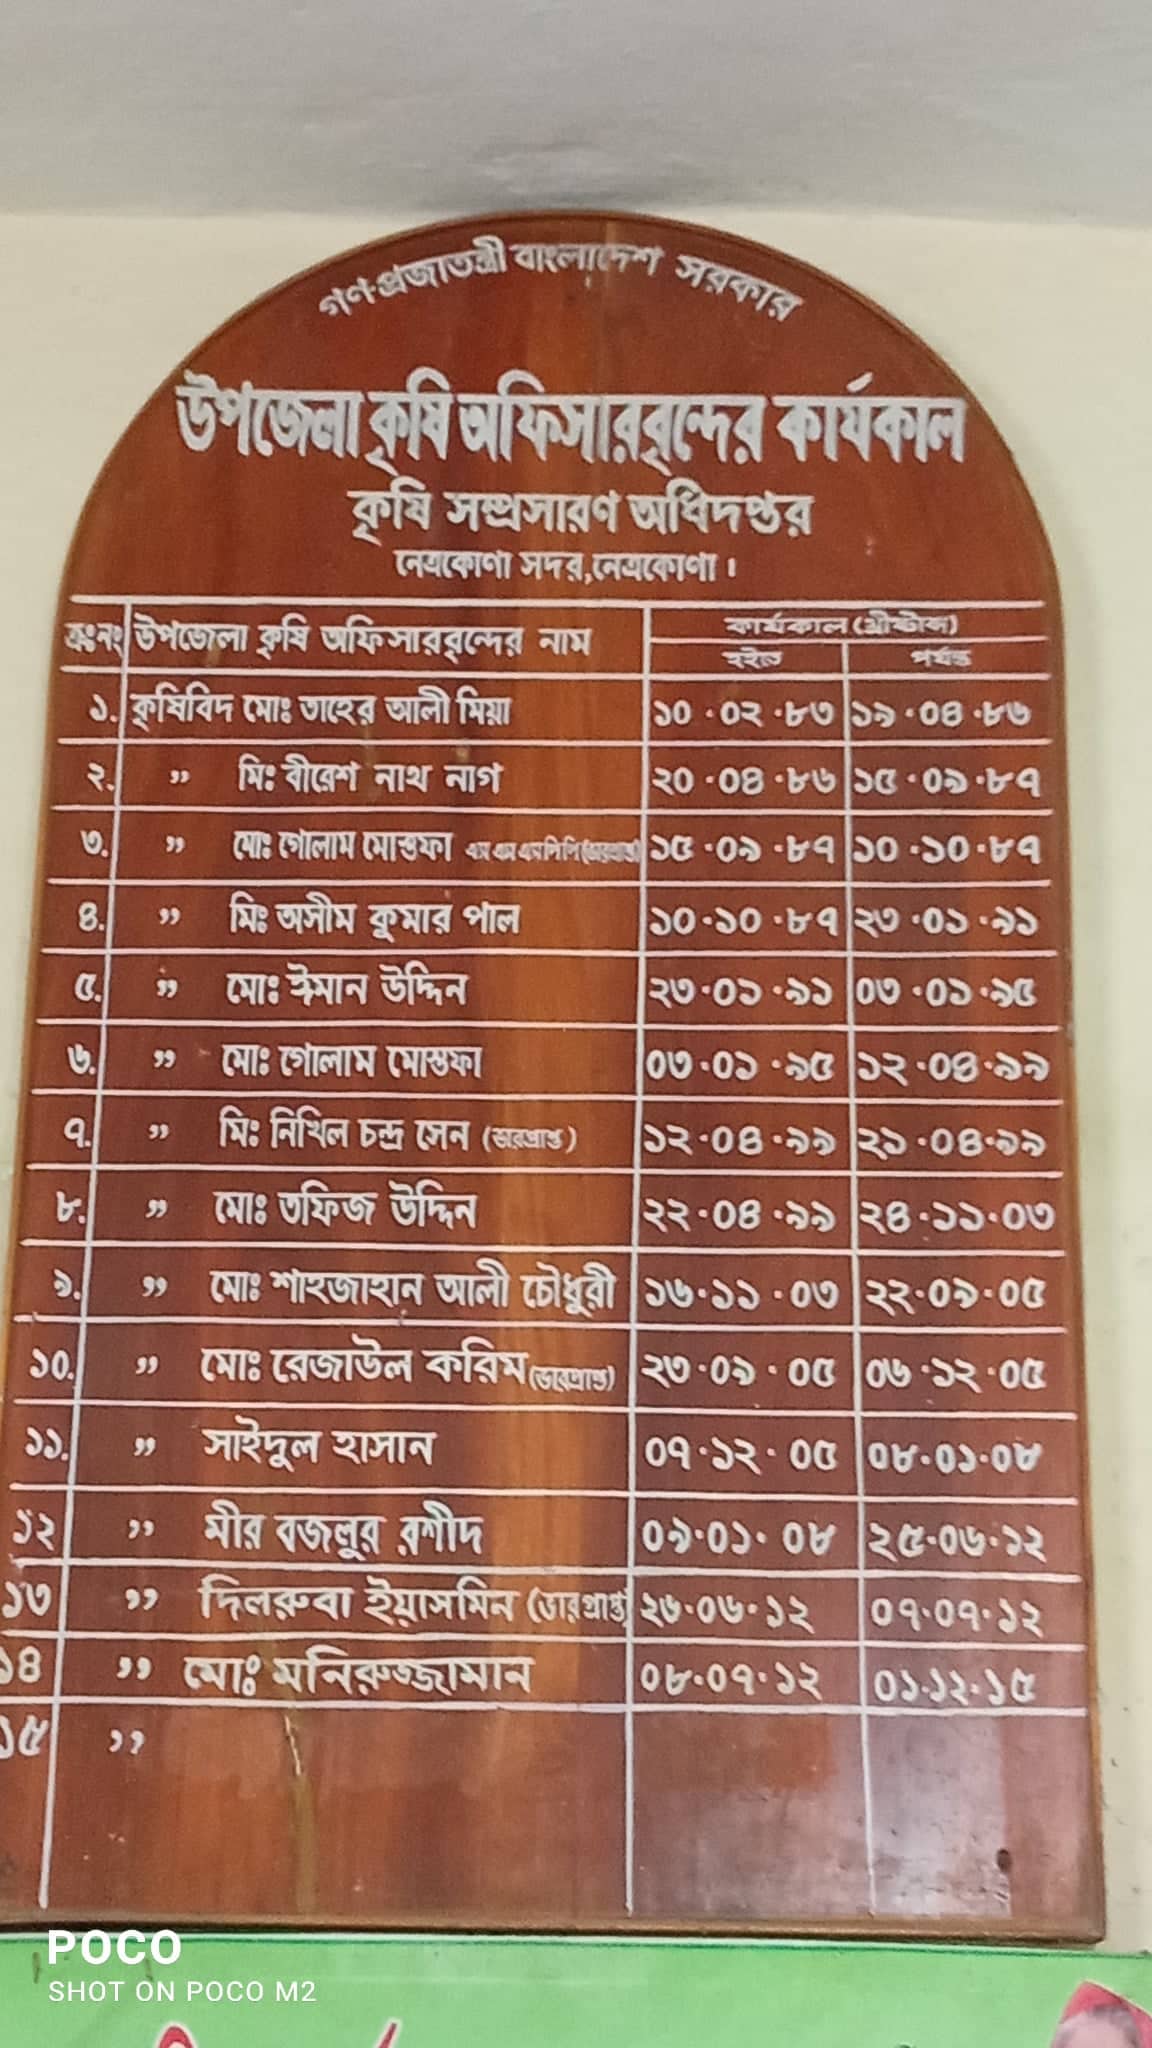 গণ-প্রজাতন্ত্রী বাংলাদেশ সরকার
উপজেলা কৃষি অফিসারবৃন্দের কার্যকাল
কৃষি সম্প্রসারণ অধিদপ্তর
নেত্রকোণা সদর, নেত্রকোণা।
ক্রঃনং উপজেলা কৃষি অফিসারবৃন্দের নাম কার্যকাল (খ্রীষ্টাব্দ)
হইতে পর্যন্ত
১. কৃষিবিদ মোঃ তাহের আলী মিয়া ১০·০২·৮৩ ১৯·০৪·৮৬
২. ” মিঃ বীরেশ নাথ নাগ ২০·০৪·৮৬ ১৫·০৯·৮৭
৩. ” মোঃ গোলাম মোস্তফা এস এম এসপিপি (ভারপ্রাপ্ত) ১৫·০৯·৮৭ ১০·১০·৮৭
৪. ” মিঃ অসীম কুমার পাল ১০·১০·৮৭ ২৩·০১·৯১
৫. ” মোঃ ঈমান উদ্দিন ২৩·০১·৯১ ০৩·০১·৯৫
৬. ” মোঃ গোলাম মোস্তফা ০৩·০১·৯৫ ১২·০৪·৯৯
৭. ” মিঃ নিখিল চন্দ্র সেন (ভারপ্রাপ্ত) ১২·০৪·৯৯ ২১·০৪·৯৯
৮. ” মোঃ তফিজ উদ্দিন ২২·০৪·৯৯ ২৪·১১·০৩
৯. ” মোঃ শাহজাহান আলী চৌধুরী ১৬·১১·০৩ ২২·০৯·০৫
১০. ” মোঃ রেজাউল করিম (ভারপ্রাপ্ত) ২৩·০৯·০৫ ০৬·১২·০৫
১১. ” সাইদুল হাসান ০৭·১২·০৫ ০৮·০১·০৮
১২ ” মীর বজলুর রশীদ ০৯·০১·০৮ ২৫·০৬·১২
১৩ ” দিলরুবা ইয়াসমিন (ভারপ্রাপ্ত) ২৬·০৬·১২ ০৭·০৭·১২
১৪ ” মোঃ মনিরুজ্জামান ০৮·০৭·১২ ০১·১২·১৫
১৫ ”
POCO
SHOT ON POCO M2